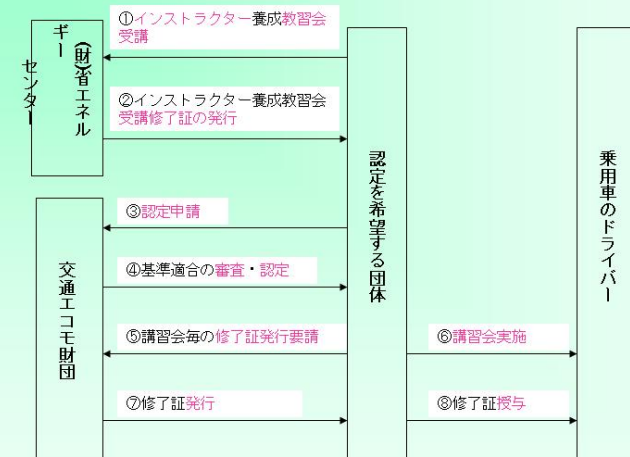 (財)省エネル
ギー
センター
①インストラクター養成教習会
受講
②インストラクター養成教習会
受講修了証の発行
認定を希望する団体
乗用車のドライバー
交通エコモ財団
③認定申請
④基準適合の審査・認定
⑤講習会毎の修了証発行要請
⑥講習会実施
⑦修了証発行
⑧修了証授与